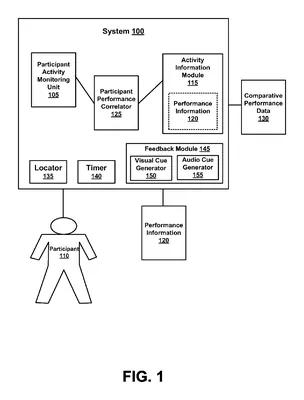 System 100
Participant
Activity
Monitoring
Unit
105
Participant
Performance
Correlator
125
Activity
Information
Module
115
Performance
Information
120
Comparative
Performance
Data
130
Locator
135
Timer
140
Feedback Module 145
Visual Cue
Generator
150
Audio Cue
Generator
155
Participant
110
Performance
Information
120
FIG. 1